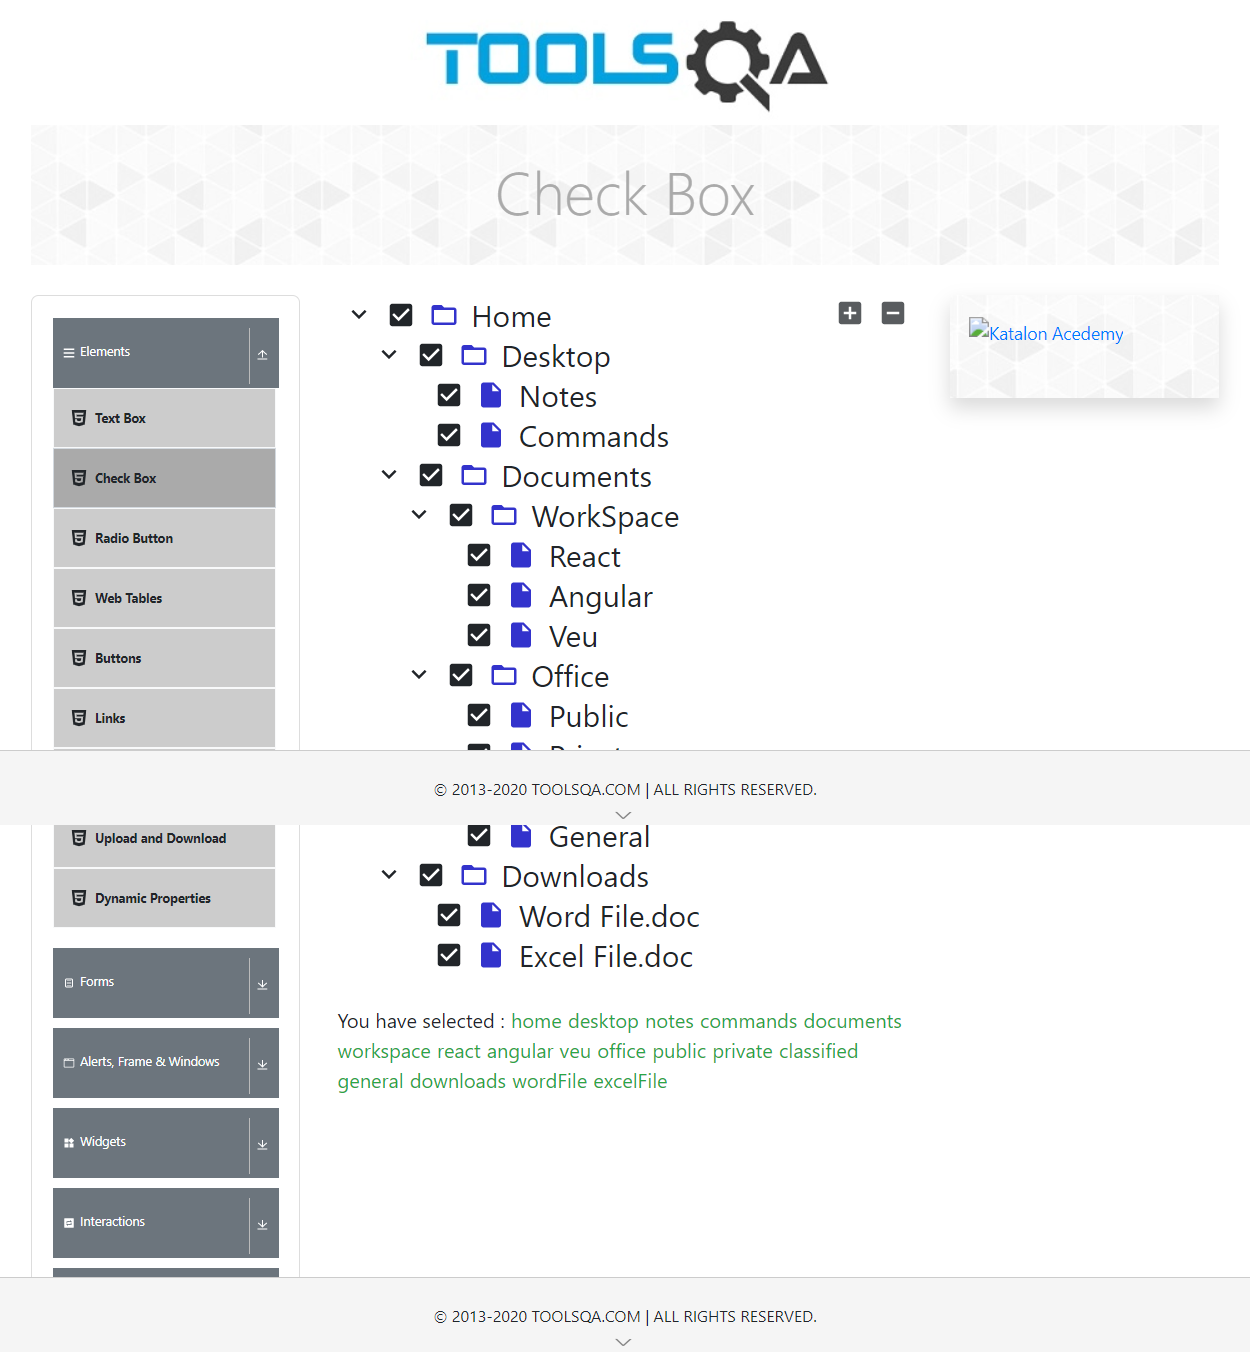 TOOLSQA
Check Box
Elements
Text Box
Check Box
Radio Button
Web Tables
Buttons
Links
Home
Desktop
Notes
Commands
Documents
WorkSpace
React
Angular
Veu
Office
Public
Katalon Acedemy
© 2013-2020 TOOLSQA.COM | ALL RIGHTS RESERVED.
Upload and Download
Dynamic Properties
Forms
Alerts, Frame & Windows
Widgets
Interactions
General
Downloads
Word File.doc
Excel File.doc
You have selected : home desktop notes commands documents
workspace react angular veu office public private classified
general downloads wordFile excelFile
© 2013-2020 TOOLSQA.COM | ALL RIGHTS RESERVED.